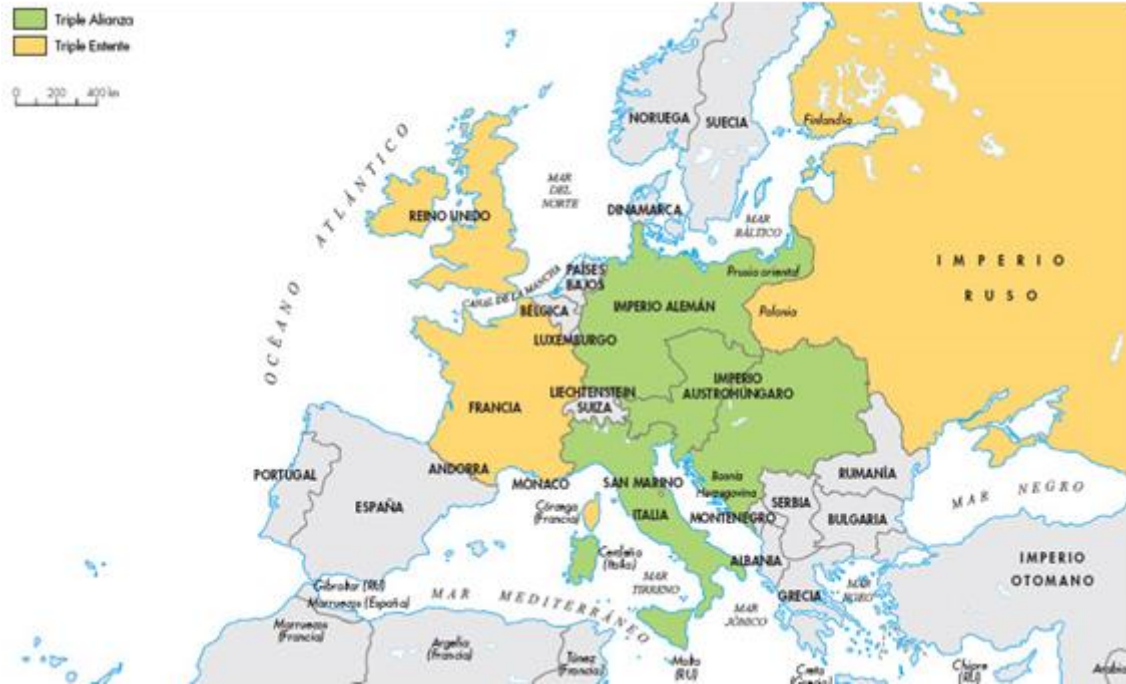 Triple Alianza
Triple Entente
0 200 400 km
NORUEGA
SUECIA
Finlandia
OCÉANO ATLÁNTICO
MAR
DEL
NORTE
REINO UNIDO
DINAMARCA
MAR
BÁLTICO
IMPERIO
RUSO
PAÍSES
BAJOS
Prusia oriental
CANAL DE LA MANCHA
BÉLGICA
IMPERIO ALEMÁN
Polonia
LUXEMBURGO
IMPERIO
AUSTROHÚNGARO
LIECHTENSTEIN
SUIZA
FRANCIA
PORTUGAL
ANDORRA
MONACO
SAN MARINO
Bosnia
Herzegovina
RUMANÍA
ESPAÑA
Córcega
(Francia)
ITALIA
MONTENEGRO
SERBIA
BULGARIA
MAR NEGRO
Cerdeña
(Italia)
ALBANIA
IMPERIO
OTOMANO
Gibraltar (RU)
Marruecos (España)
MAR MEDITERRÁNEO
MAR
TIRRENO
GRECIA
MAR
EGEO
Marruecos
(Francia)
MAR
JÓNICO
Argelia
(Francia)
Túnez
(Francia)
Malta
(RU)
Creta
(Grecia)
Chipre
(RU)
Arabia